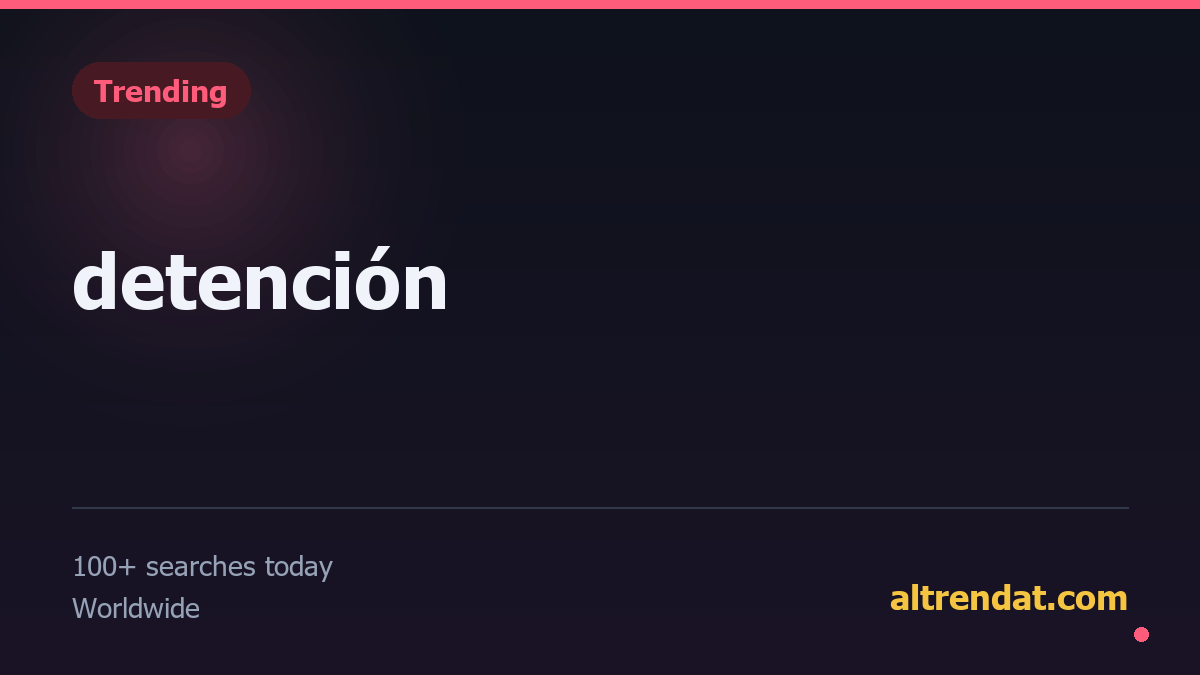 Trending
detención
100+ searches today
Worldwide
altrendat.com